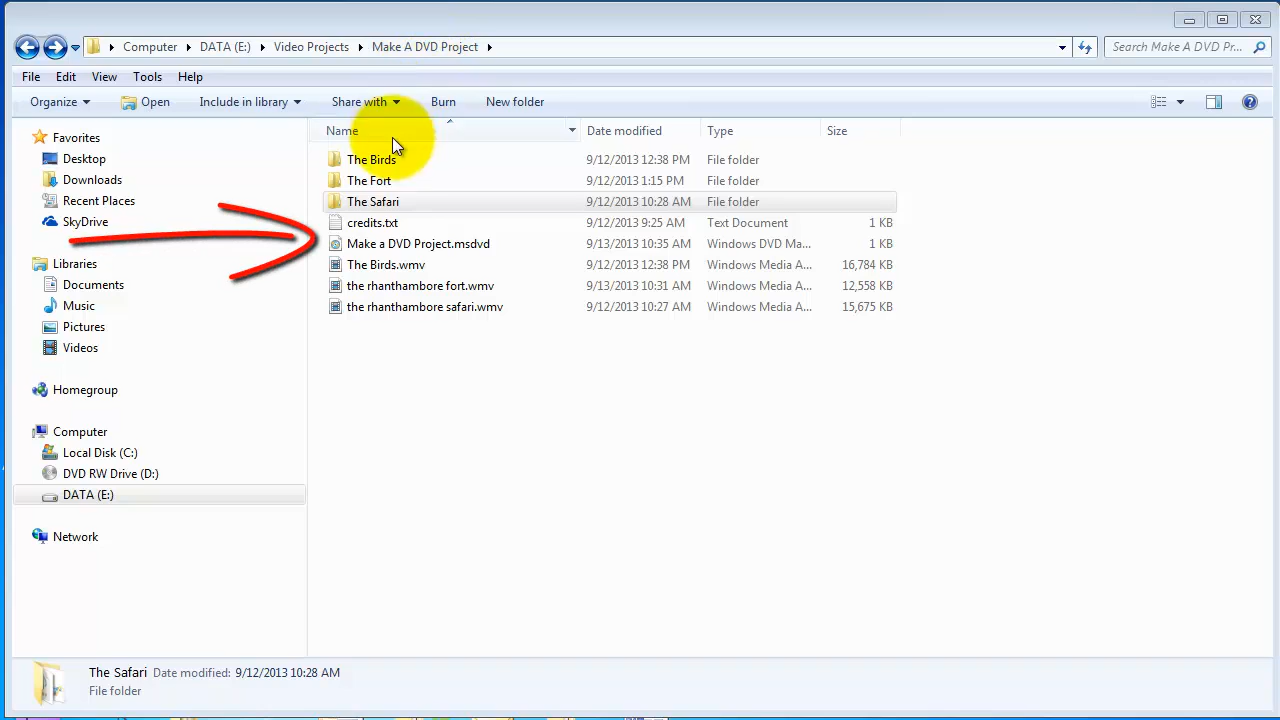 Computer DATA (E:) Video Projects Make A DVD Project Search Make A DVD Pr...
File Edit View Tools Help
Organize Open Include in library Share with Burn New folder
Name Date modified Type Size
Favorites
Desktop
Downloads
Recent Places
SkyDrive
Libraries
Documents
Music
Pictures
Videos
Homegroup
Computer
Local Disk (C:)
DVD RW Drive (D:)
DATA (E:)
Network
The Birds 9/12/2013 12:38 PM File folder
The Fort 9/12/2013 1:15 PM File folder
The Safari 9/12/2013 10:28 AM File folder
credits.txt 9/12/2013 9:25 AM Text Document 1 KB
Make a DVD Project.msdvd 9/13/2013 10:35 AM Windows DVD Ma... 1 KB
The Birds.wmv 9/12/2013 12:38 PM Windows Media A... 16,784 KB
the rhanthambore fort.wmv 9/13/2013 10:31 AM Windows Media A... 12,558 KB
the rhanthambore safari.wmv 9/12/2013 10:27 AM Windows Media A... 15,675 KB
The Safari Date modified: 9/12/2013 10:28 AM
File folder